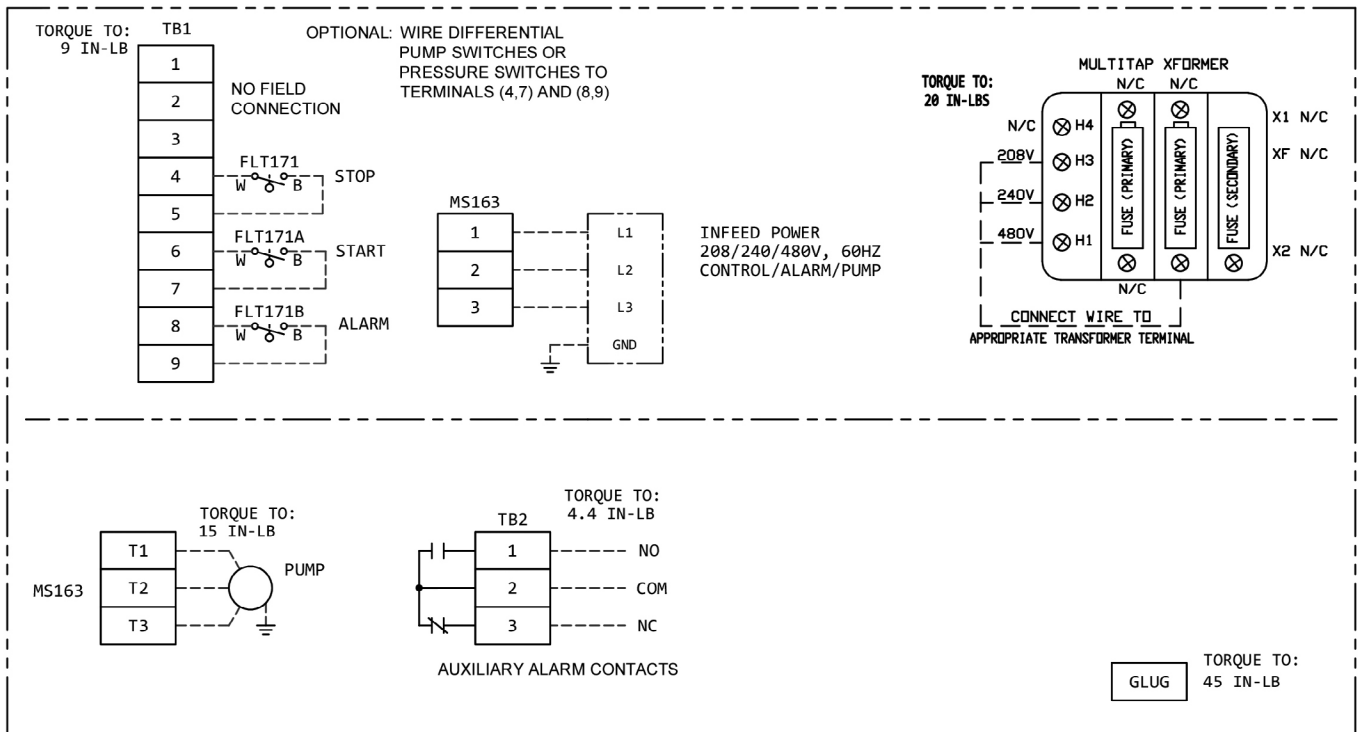 TORQUE TO:
9 IN-LB
TB1
1
2
3
4
5
6
7
8
9
NO FIELD
CONNECTION
FLT171
W B
STOP
FLT171A
W B
START
FLT171B
W B
ALARM
OPTIONAL: WIRE DIFFERENTIAL
PUMP SWITCHES OR
PRESSURE SWITCHES TO
TERMINALS (4,7) AND (8,9)
MS163
1
2
3
L1
L2
L3
GND
INFEED POWER
208/240/480V, 60HZ
CONTROL/ALARM/PUMP
TORQUE TO:
20 IN-LBS
MULTITAP XFORMER
N/C N/C
N/C H4
208V H3
240V H2
480V H1
FUSE (PRIMARY)
FUSE (PRIMARY)
FUSE (SECONDARY)
X1 N/C
XF N/C
X2 N/C
N/C
CONNECT WIRE TO
APPROPRIATE TRANSFORMER TERMINAL
MS163
T1
T2
T3
TORQUE TO:
15 IN-LB
PUMP
TB2
TORQUE TO:
4.4 IN-LB
1
2
3
NO
COM
NC
AUXILIARY ALARM CONTACTS
GLUG
TORQUE TO:
45 IN-LB